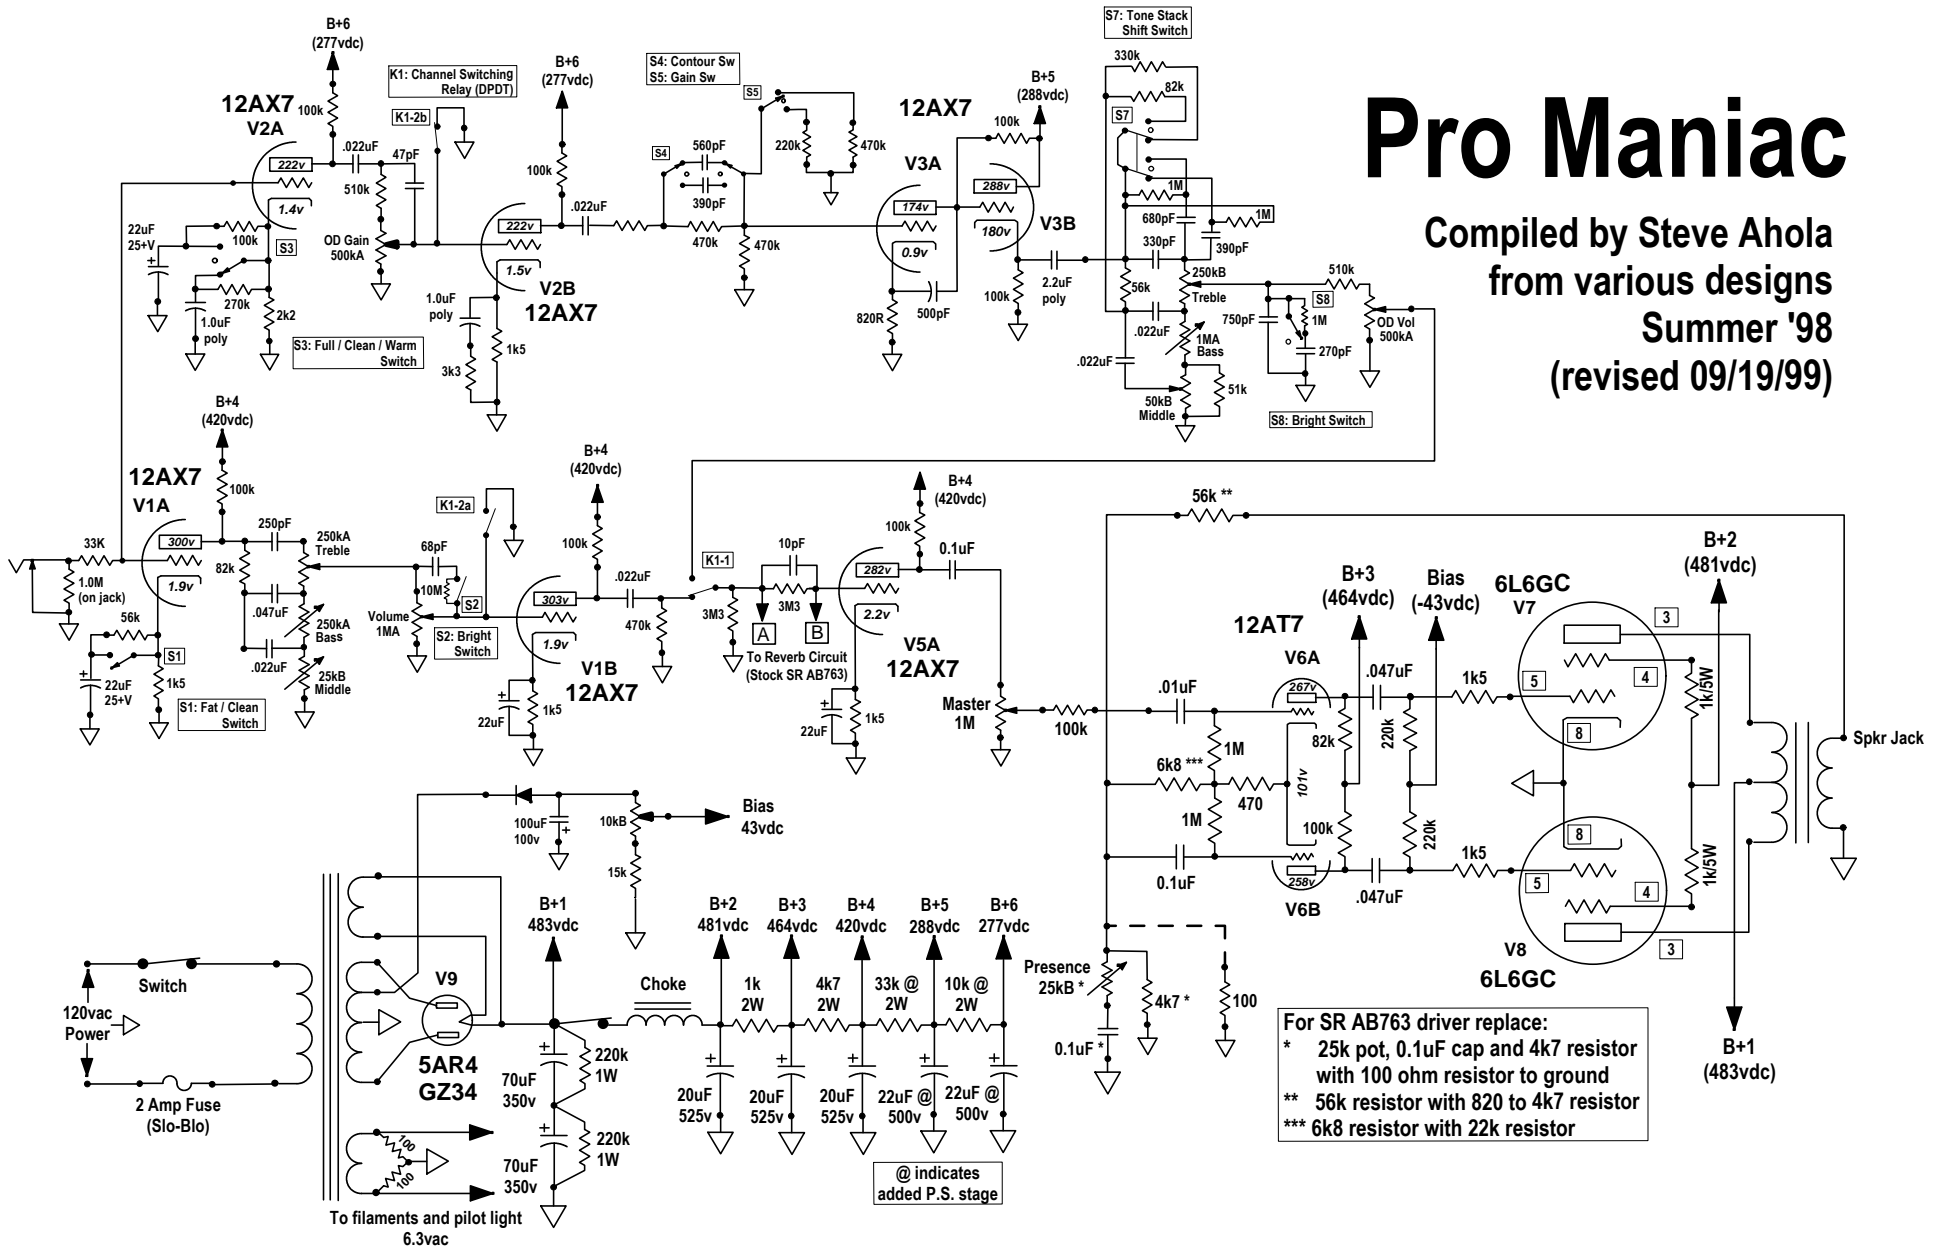 Pro Maniac
Compiled by Steve Ahola
from various designs
Summer '98
(revised 09/19/99)
B+6
(277vdc)
100k
12AX7
V2A
222v
1.4v
.022uF
47pF
510k
OD Gain
500kA
22uF
25+V
+
100k
S3
270k
1.0uF
poly
2k2
S3: Full / Clean / Warm
Switch
K1: Channel Switching
Relay (DPDT)
K1-2b
B+6
(277vdc)
100k
222v
1.5v
V2B
12AX7
1.0uF
poly
1k5
3k3
.022uF
S4: Contour Sw
S5: Gain Sw
S4
560pF
390pF
470k
470k
S5
220k
470k
12AX7
V3A
174v
0.9v
820R
500pF
B+5
(288vdc)
100k
288v
180v
V3B
100k
2.2uF
poly
S7: Tone Stack
Shift Switch
330k
82k
S7
1M
680pF
1M
330pF
390pF
56k
250kB
Treble
.022uF
1MA
Bass
.022uF
50kB
Middle
51k
510k
S8
1M
750pF
270pF
OD Vol
500kA
S8: Bright Switch
33K
1.0M
(on jack)
12AX7
V1A
300v
1.9v
B+4
(420vdc)
100k
56k
S1
+
22uF
25+V
1k5
S1: Fat / Clean
Switch
250pF
250kA
Treble
82k
.047uF
250kA
Bass
.022uF
25kB
Middle
68pF
10M
S2
Volume
1MA
S2: Bright
Switch
K1-2a
B+4
(420vdc)
100k
303v
1.9v
V1B
12AX7
+
22uF
1k5
.022uF
470k
K1-1
3M3
10pF
3M3
A
B
To Reverb Circuit
(Stock SR AB763)
B+4
(420vdc)
100k
282v
2.2v
V5A
12AX7
+
22uF
1k5
0.1uF
Master
1M
100k
56k **
.01uF
1M
6k8 ***
470
1M
0.1uF
12AT7
V6A
267v
101v
258v
V6B
82k
100k
B+3
(464vdc)
.047uF
220k
220k
.047uF
Bias
(-43vdc)
1k5
1k5
6L6GC
V7
5
3
4
8
8
5
4
3
V8
6L6GC
1k/5W
1k/5W
B+2
(481vdc)
B+1
(483vdc)
Spkr Jack
Presence
25kB *
0.1uF *
4k7 *
100
For SR AB763 driver replace:
* 25k pot, 0.1uF cap and 4k7 resistor
with 100 ohm resistor to ground
** 56k resistor with 820 to 4k7 resistor
*** 6k8 resistor with 22k resistor
100uF
100v
+
10kB
15k
Bias
43vdc
Switch
120vac
Power
2 Amp Fuse
(Slo-Blo)
V9
5AR4
GZ34
100
100
To filaments and pilot light
6.3vac
B+1
483vdc
+
70uF
350v
220k
1W
+
70uF
350v
220k
1W
Choke
B+2
481vdc
1k
2W
B+3
464vdc
4k7
2W
B+4
420vdc
33k @
2W
B+5
288vdc
10k @
2W
B+6
277vdc
+
20uF
525v
+
20uF
525v
+
20uF
525v
+
22uF @
500v
+
22uF @
500v
@ indicates
added P.S. stage